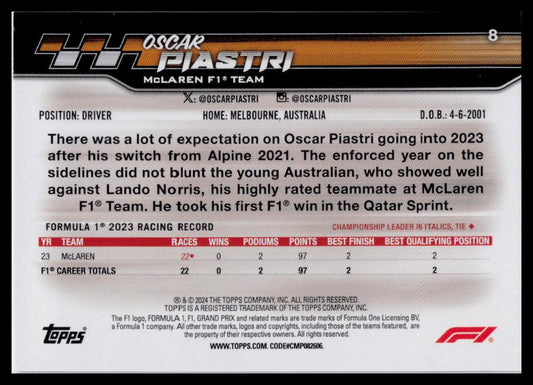 8
OSCAR
PIASTRI
McLAREN F1® TEAM
X: @OSCARPIASTRI : @OSCARPIASTRI
POSITION: DRIVER HOME: MELBOURNE, AUSTRALIA D.O.B.: 4-6-2001
There was a lot of expectation on Oscar Piastri going into 2023
after his switch from Alpine 2021. The enforced year on the
sidelines did not blunt the young Australian, who showed well
against Lando Norris, his highly rated teammate at McLaren
F1® Team. He took his first F1® win in the Qatar Sprint.
FORMULA 1® 2023 RACING RECORD CHAMPIONSHIP LEADER IN ITALICS, TIE ♦
YR TEAM RACES WINS PODIUMS POINTS BEST FINISH BEST QUALIFYING POSITION
23 McLAREN 22♦ 0 2 97 2 2
F1® CAREER TOTALS 22 0 2 97 2 2
® & © 2024 THE TOPPS COMPANY, INC. ALL RIGHTS RESERVED.
TOPPS IS A REGISTERED TRADEMARK OF THE TOPPS COMPANY, INC.
The F1 logo, FORMULA 1, F1, GRAND PRIX and related marks are trade marks of Formula One Licensing BV,
a Formula 1 company. All other trade marks, logos and copyrights, including those of the teams featured, are
the property of their respective owners. All rights reserved.
WWW.TOPPS.COM. CODE#CMP082606.
topps
F1